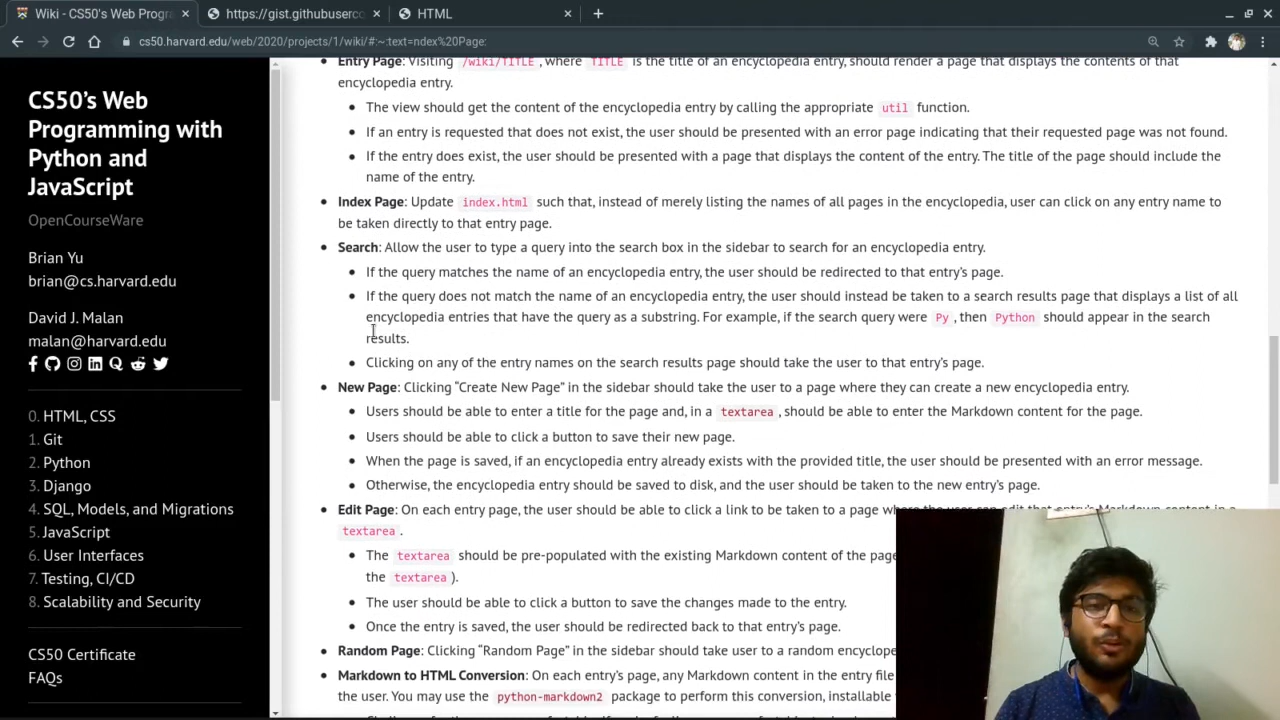 Wiki - CS50's Web Progra
https://gist.githubuserco
HTML
cs50.harvard.edu/web/2020/projects/1/wiki/#:~:text=ndex%20Page:
CS50's Web
Programming with
Python and
JavaScript
OpenCourseWare
Brian Yu
brian@cs.harvard.edu
David J. Malan
malan@harvard.edu
0. HTML, CSS
1. Git
2. Python
3. Django
4. SQL, Models, and Migrations
5. JavaScript
6. User Interfaces
7. Testing, CI/CD
8. Scalability and Security
CS50 Certificate
FAQs
Entry Page: Visiting /wiki/TITLE, where TITLE is the title of an encyclopedia entry, should render a page that displays the contents of that
encyclopedia entry.
The view should get the content of the encyclopedia entry by calling the appropriate util function.
If an entry is requested that does not exist, the user should be presented with an error page indicating that their requested page was not found.
If the entry does exist, the user should be presented with a page that displays the content of the entry. The title of the page should include the
name of the entry.
Index Page: Update index.html such that, instead of merely listing the names of all pages in the encyclopedia, user can click on any entry name to
be taken directly to that entry page.
Search: Allow the user to type a query into the search box in the sidebar to search for an encyclopedia entry.
If the query matches the name of an encyclopedia entry, the user should be redirected to that entry's page.
If the query does not match the name of an encyclopedia entry, the user should instead be taken to a search results page that displays a list of all
encyclopedia entries that have the query as a substring. For example, if the search query were Py, then Python should appear in the search
results.
Clicking on any of the entry names on the search results page should take the user to that entry's page.
New Page: Clicking “Create New Page” in the sidebar should take the user to a page where they can create a new encyclopedia entry.
Users should be able to enter a title for the page and, in a textarea, should be able to enter the Markdown content for the page.
Users should be able to click a button to save their new page.
When the page is saved, if an encyclopedia entry already exists with the provided title, the user should be presented with an error message.
Otherwise, the encyclopedia entry should be saved to disk, and the user should be taken to the new entry's page.
Edit Page: On each entry page, the user should be able to click a link to be taken to a page where the user can edit that entry's Markdown content in a
textarea.
The textarea should be pre-populated with the existing Markdown content of the page
the textarea).
The user should be able to click a button to save the changes made to the entry.
Once the entry is saved, the user should be redirected back to that entry's page.
Random Page: Clicking “Random Page” in the sidebar should take user to a random encyclope
Markdown to HTML Conversion: On each entry's page, any Markdown content in the entry file
the user. You may use the python-markdown2 package to perform this conversion, installable